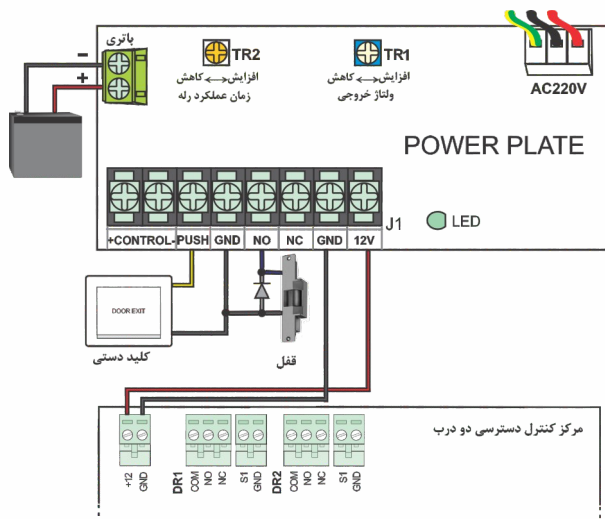 باتری
-
+
TR2
افزایش ↔ کاهش
زمان عملکرد رله
TR1
افزایش ↔ کاهش
ولتاژ خروجی
AC220V
POWER PLATE
J1
LED
+CONTROL- PUSH GND NO NC GND 12V
DOOR EXIT
کلید دستی
قفل
مرکز کنترل دسترسی دو درب
+12 GND
DR1 COM NO NC S1 GND
DR2 COM NO NC S1 GND